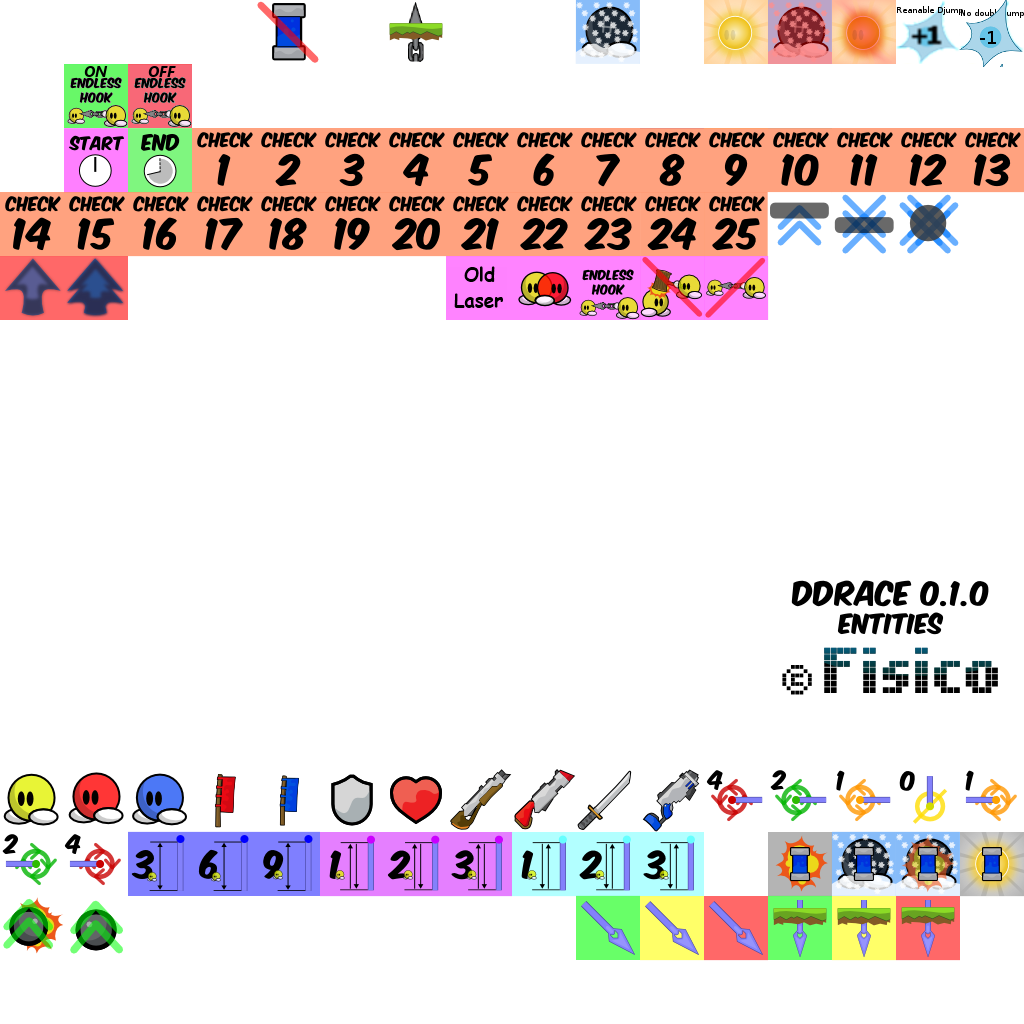 Reanable Djump
No double jump
+1
-1
ON
ENDLESS
HOOK
OFF
ENDLESS
HOOK
START
END
CHECK
1
CHECK
2
CHECK
3
CHECK
4
CHECK
5
CHECK
6
CHECK
7
CHECK
8
CHECK
9
CHECK
10
CHECK
11
CHECK
12
CHECK
13
CHECK
14
CHECK
15
CHECK
16
CHECK
17
CHECK
18
CHECK
19
CHECK
20
CHECK
21
CHECK
22
CHECK
23
CHECK
24
CHECK
25
Old
Laser
ENDLESS
HOOK
DDRACE 0.1.0
ENTITIES
© Fisico
4
2
1
0
1
2
4
3
6
9
1
2
3
1
2
3